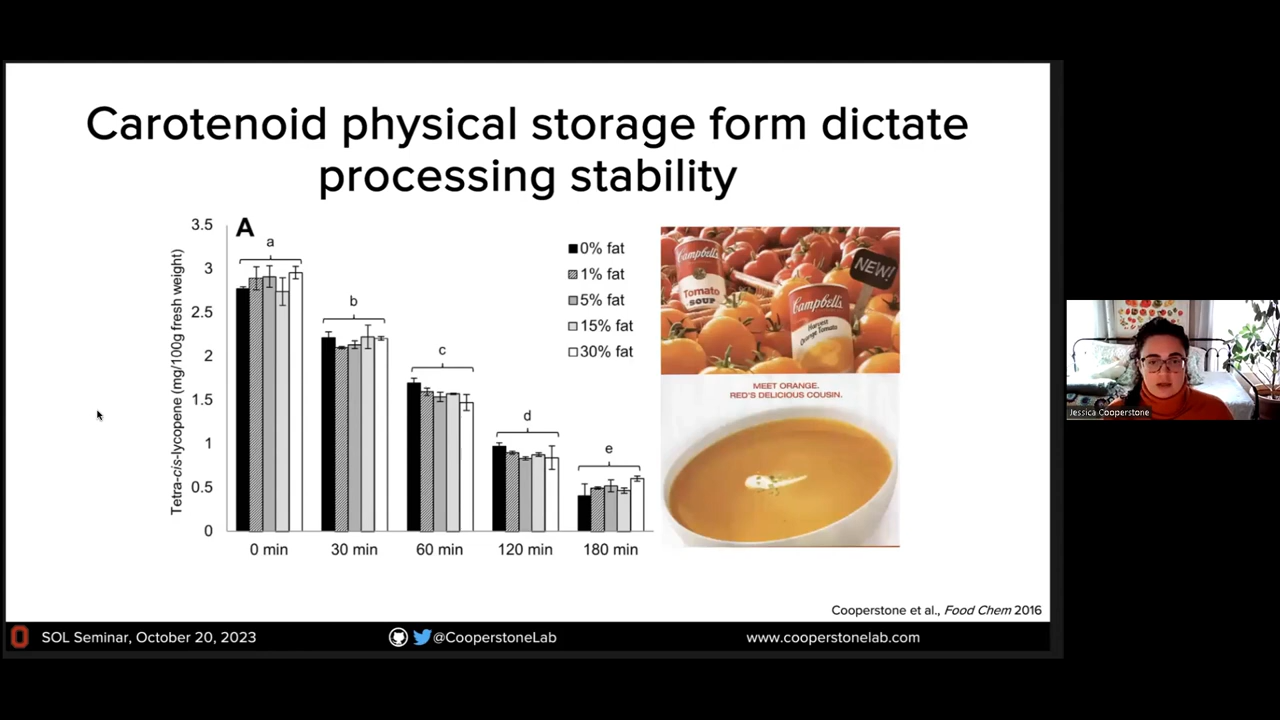 Carotenoid physical storage form dictate
processing stability
A
Tetra-cis-lycopene (mg/100g fresh weight)
3.5
3
2.5
2
1.5
1
0.5
0
a
b
c
d
e
0% fat
1% fat
5% fat
15% fat
30% fat
0 min
30 min
60 min
120 min
180 min
Campbell's
Tomato
SOUP
NEW!
Campbell's
Harvest
Orange Tomato
MEET ORANGE.
RED'S DELICIOUS COUSIN.
Cooperstone et al., Food Chem 2016
SOL Seminar, October 20, 2023
@CooperstoneLab
www.cooperstonelab.com
Jessica Cooperstone